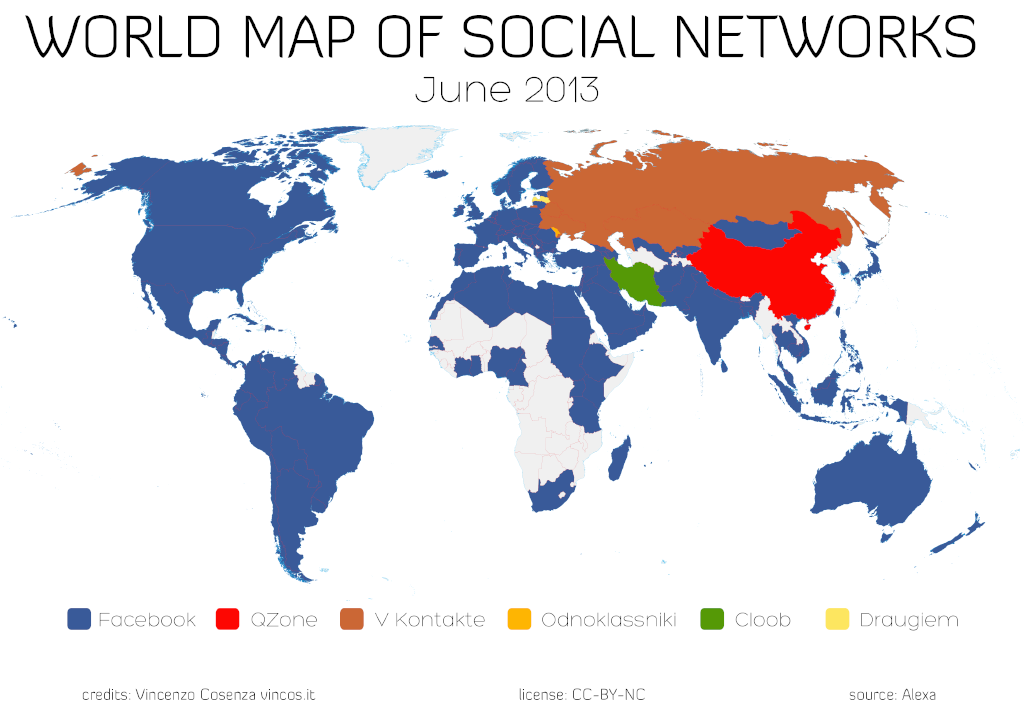 WORLD MAP OF SOCIAL NETWORKS
June 2013
Facebook QZone V Kontakte Odnoklassniki Cloob Draugiem
credits: Vincenzo Cosenza vincos.it license: CC-BY-NC source: Alexa